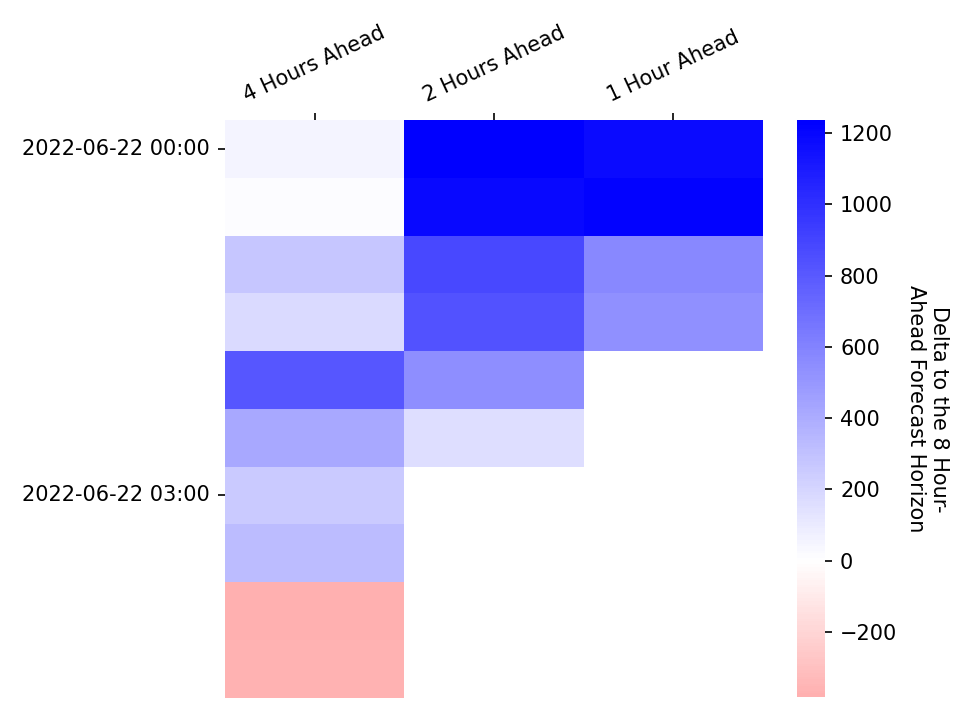 4 Hours Ahead
2 Hours Ahead
1 Hour Ahead
2022-06-22 00:00
2022-06-22 03:00
1200
1000
800
600
400
200
0
−200
Delta to the 8 Hour-
Ahead Forecast Horizon